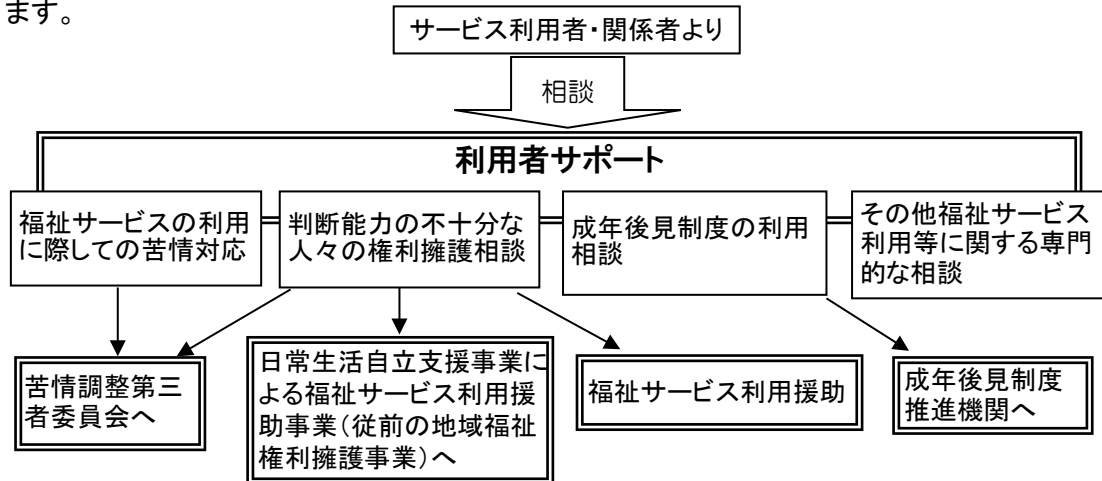 ます。
サービス利用者・関係者より
相談
利用者サポート
福祉サービスの利用
に際しての苦情対応
判断能力の不十分な
人々の権利擁護相談
成年後見制度の利用
相談
その他福祉サービス
利用等に関する専門
的な相談
苦情調整第三
者委員会へ
日常生活自立支援事業に
よる福祉サービス利用援
助事業（従前の地域福祉
権利擁護事業）へ
福祉サービス利用援助
成年後見制度
推進機関へ